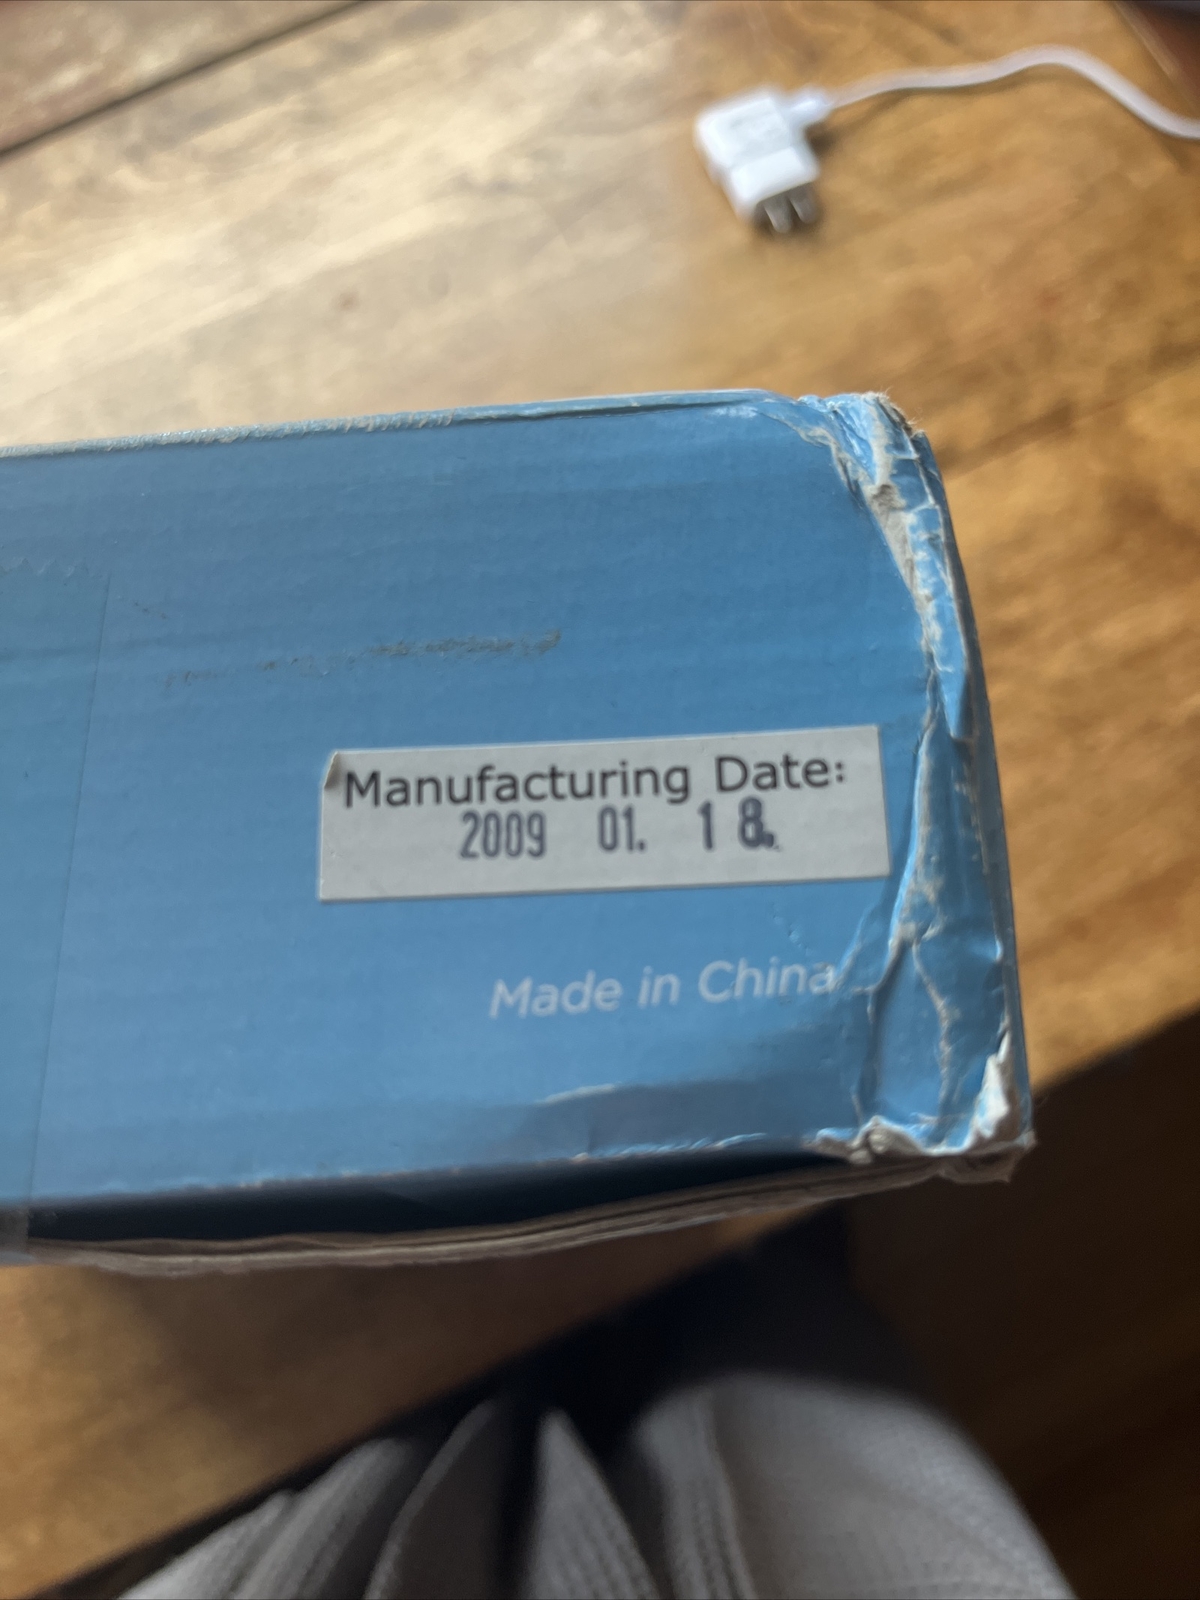 Manufacturing Date:
2009 01. 18.
Made in China